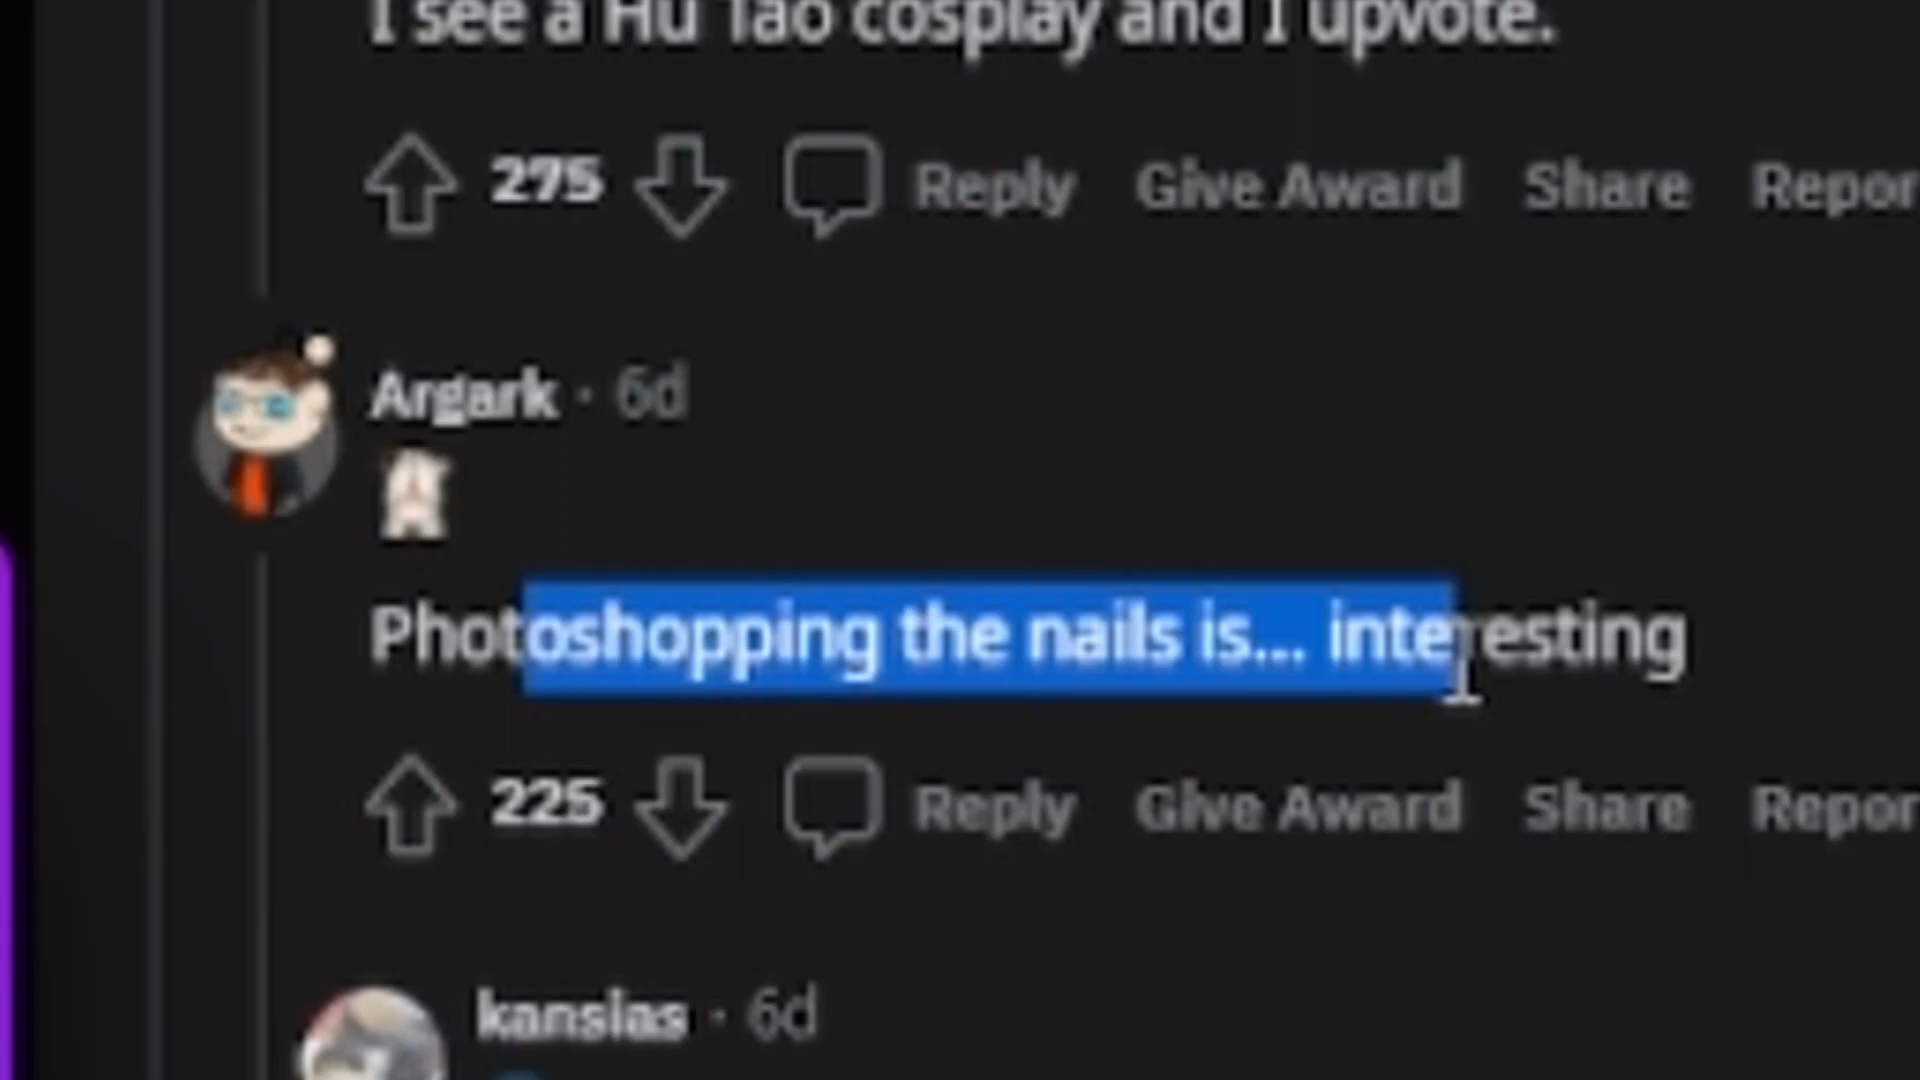 I see a Hu Tao cosplay and I upvote.
275 Reply Give Award Share Repor
Argark · 6d
Photoshopping the nails is... interesting
225 Reply Give Award Share Repor
kansias · 6d